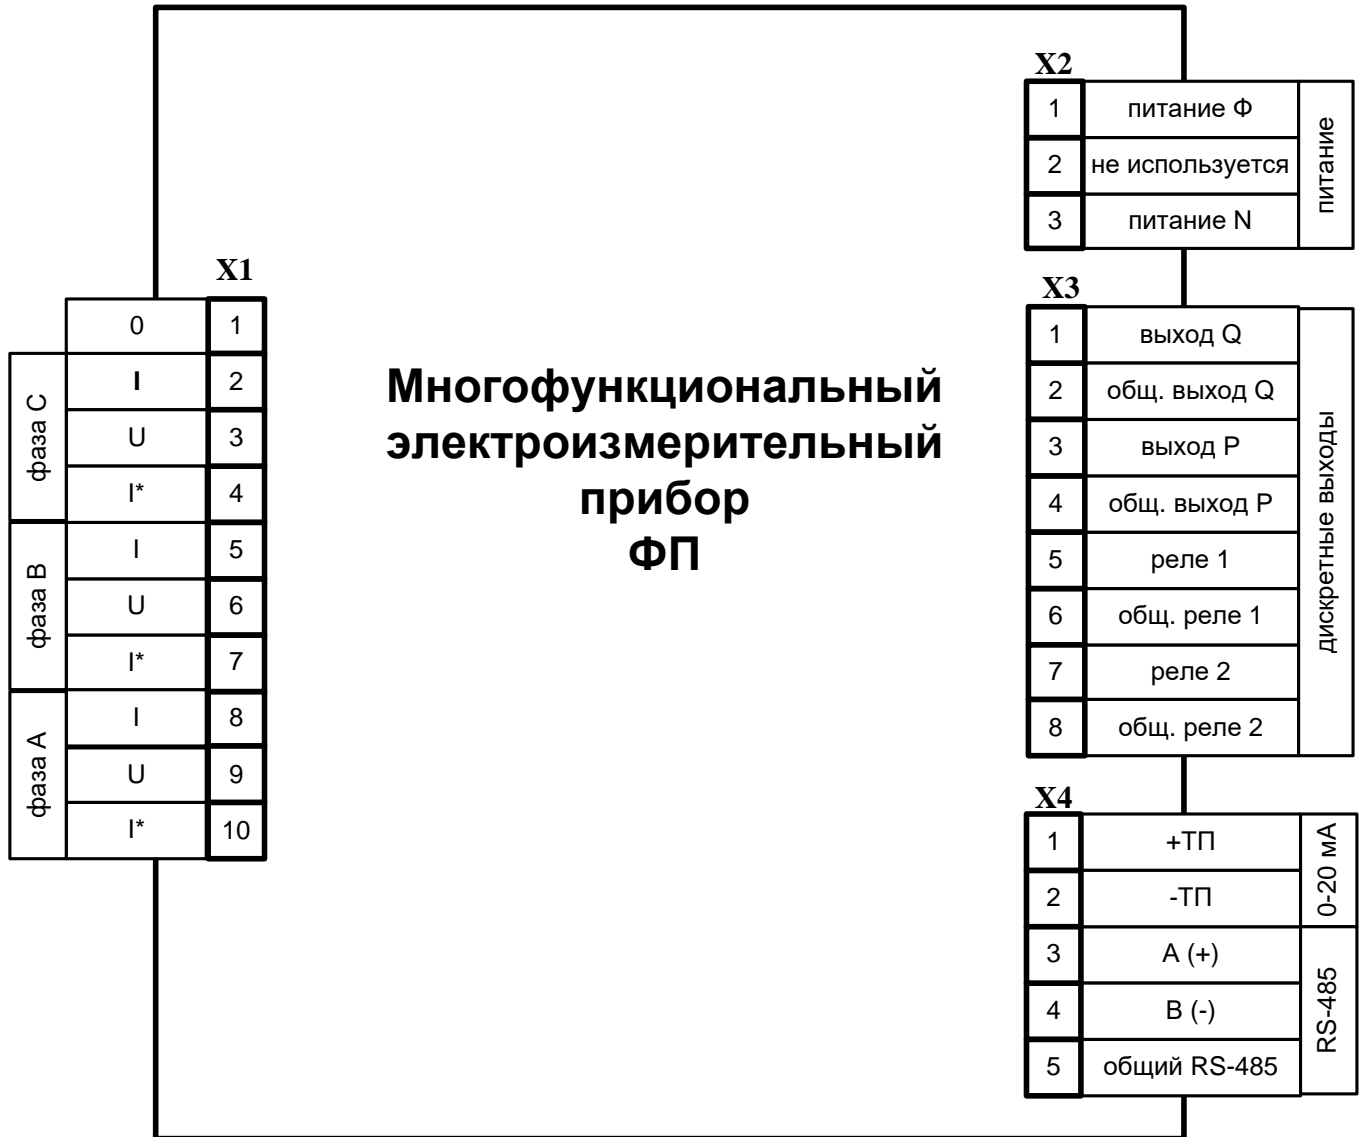 X1
0 1
фаза C
I 2
U 3
I* 4
фаза B
I 5
U 6
I* 7
фаза A
I 8
U 9
I* 10
Многофункциональный
электроизмерительный
прибор
ФП
X2
1 питание Ф
2 не используется
3 питание N
питание
X3
1 выход Q
2 общ. выход Q
3 выход P
4 общ. выход P
5 реле 1
6 общ. реле 1
7 реле 2
8 общ. реле 2
дискретные выходы
X4
1 +ТП
2 -ТП
0-20 мА
3 A (+)
4 B (-)
5 общий RS-485
RS-485